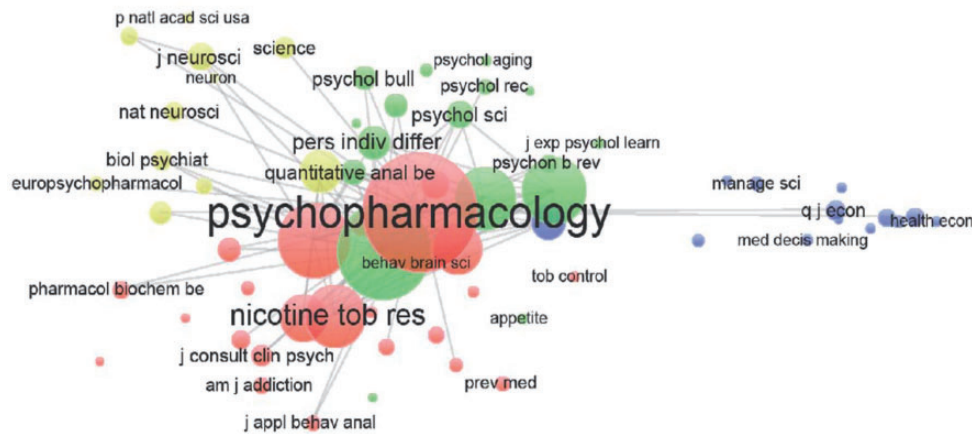 p natl acad sci usa
j neurosci
science
neuron
psychol bull
psychol aging
psychol rec
nat neurosci
psychol sci
pers indiv differ
j exp psychol learn
biol psychiat
quantitative anal be
psychon b rev
europsychopharmacol
manage sci
psychopharmacology
q j econ
health econ
med decis making
behav brain sci
tob control
pharmacol biochem be
nicotine tob res
appetite
j consult clin psych
am j addiction
prev med
j appl behav anal